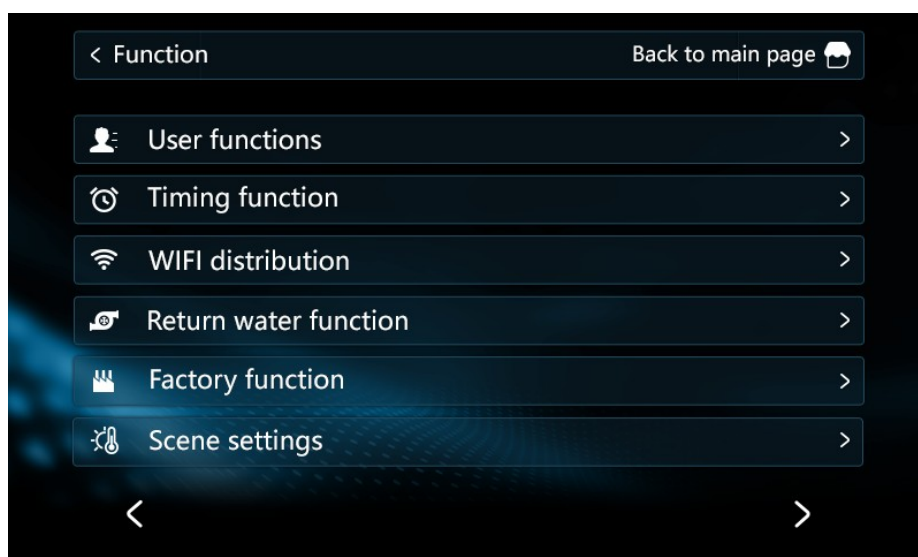 < Function Back to main page
User functions >
Timing function >
WIFI distribution >
Return water function >
Factory function >
Scene settings >
< >